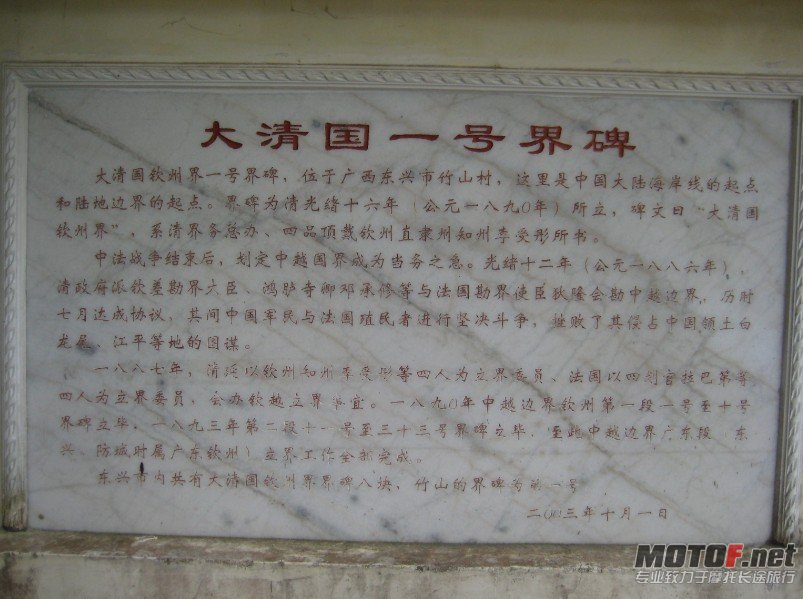 大清国一号界碑
大清国钦州界一号界碑，位于广西东兴市竹山村，这里是中国大陆海岸线的起点
和陆地边界的起点。界碑为清光绪十六年（公元一八九0年）所立，碑文曰“大清国
钦州界”，系清界务总办、四品顶戴钦州直隶州知州李受彤所书。
中法战争结束后，划定中越国界成为当务之急。光绪十二年（公元一八八六年），
清政府派钦差勘界大臣、鸿胪寺卿邓承修等与法国勘界使臣狄隆会勘中越边界，历时
七月达成协议，其间中国军民与法国殖民者进行坚决斗争，挫败了其侵占中国领土白
龙尾、江平等地的图谋。
一八八七年，清廷以钦州知州李受彤等四人为立界委员、法国以四划官拉巴第等
四人为立界委员，会办钦越立界事宜。一八九0年中越边界钦州第一段一号至十号
界碑立毕，一八九三年第二段十一号至三十三号界碑立毕，至此中越边界广东段（东
兴、防城时属广东钦州）立界工作全部完成。
东兴市内共有大清国钦州界界碑八块，竹山的界碑为第一号
二00三年十月一日
MOTOF.net
专业致力于摩托长途旅行